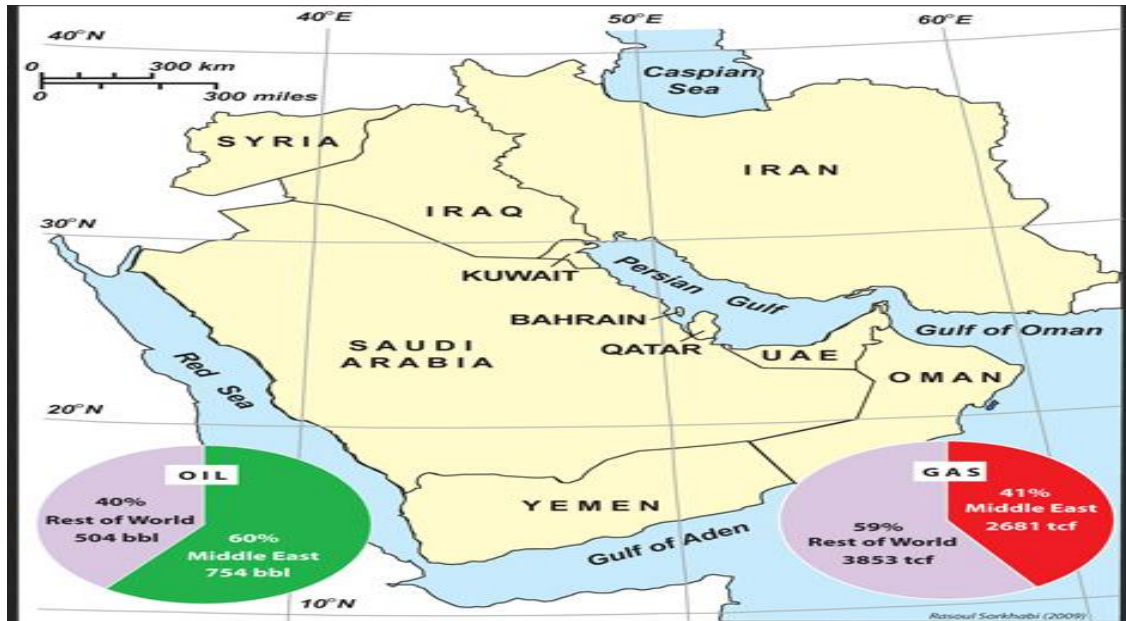 40°E
50°E
60°E
40°N
0 300 km
0 300 miles
Caspian
Sea
SYRIA
IRAN
IRAQ
30°N
KUWAIT
Persian Gulf
BAHRAIN
QATAR
Gulf of Oman
SAUDI
ARABIA
UAE
OMAN
Red Sea
20°N
OIL
40%
Rest of World
504 bbl
60%
Middle East
754 bbl
YEMEN
Gulf of Aden
GAS
41%
Middle East
2681 tcf
59%
Rest of World
3853 tcf
10°N
Rasoul Sorkhabi (2009)